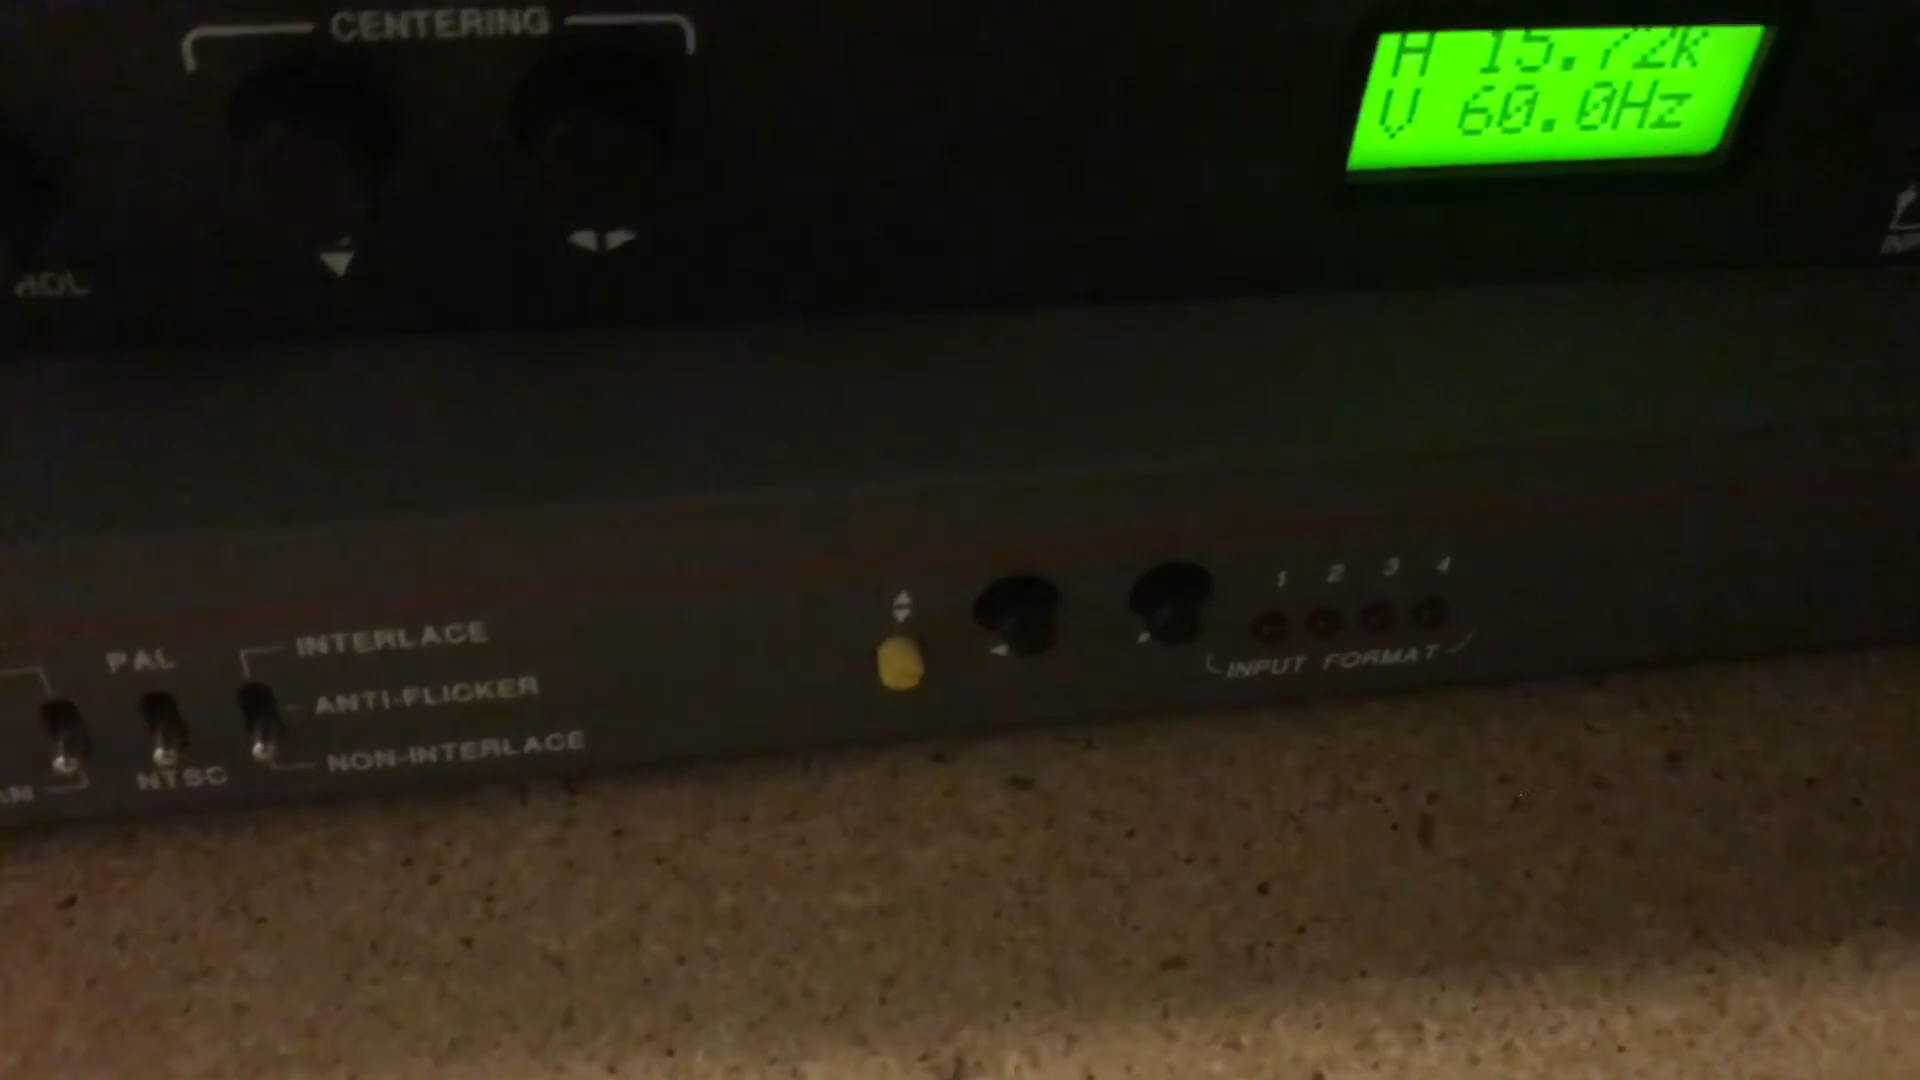 CENTERING
H 15.72k
V 60.0Hz
PAL
NTSC
INTERLACE
ANTI-FLICKER
NON-INTERLACE
1 2 3 4
INPUT FORMAT